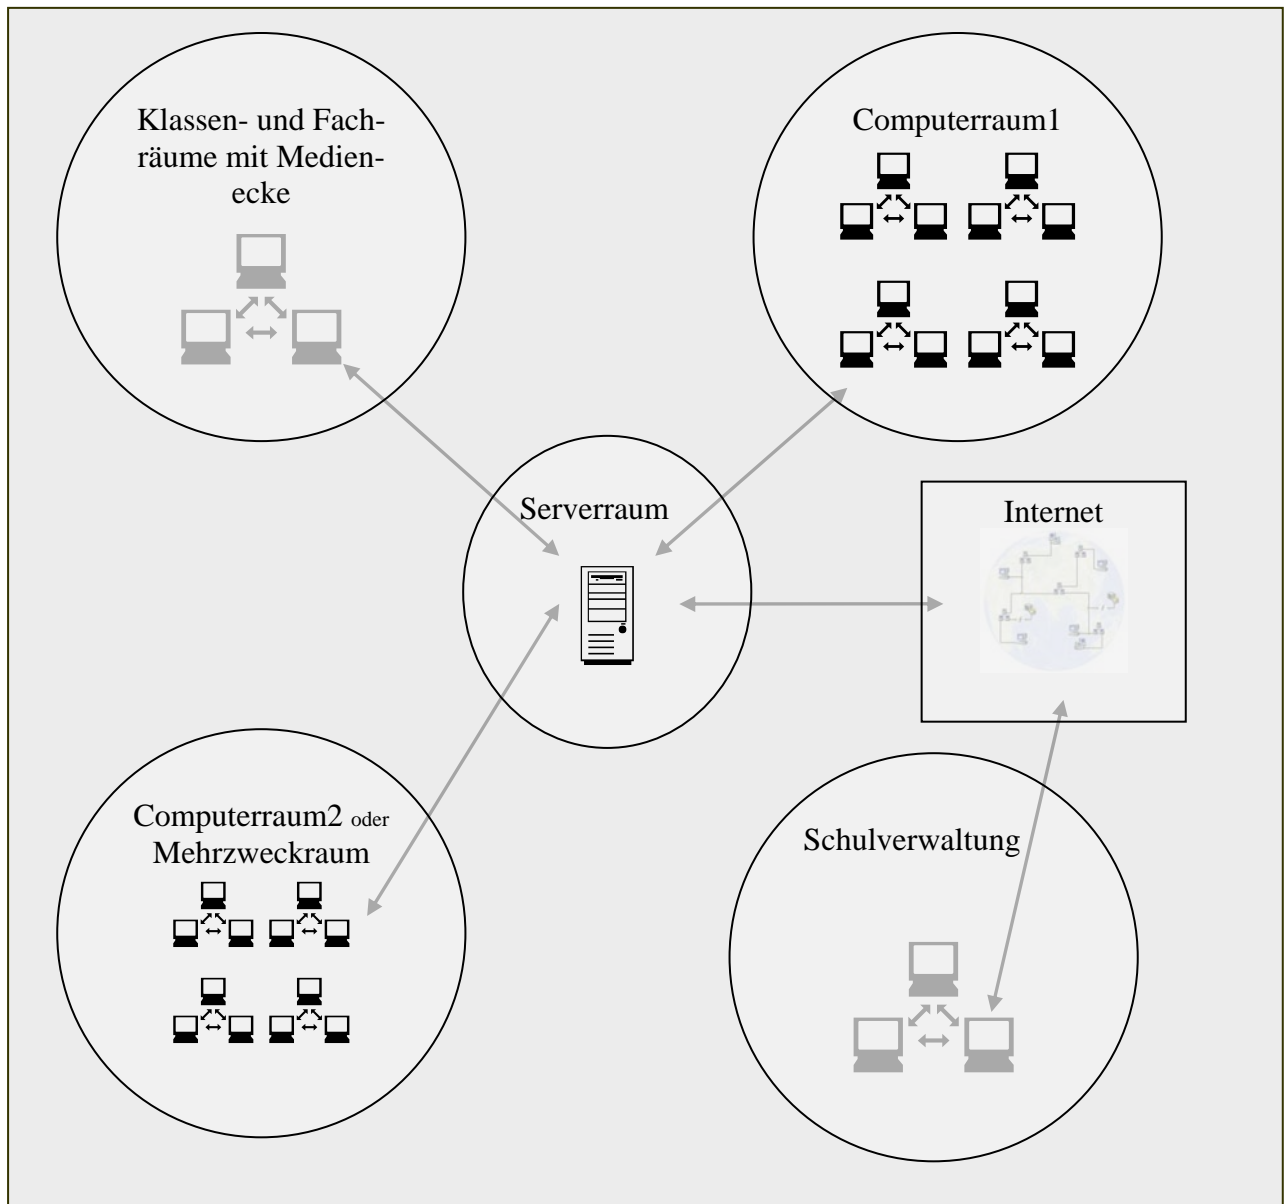 Klassen- und Fach-
räume mit Medien-
ecke
Computerraum1
Serverraum
Internet
Computerraum2 oder
Mehrzweckraum
Schulverwaltung